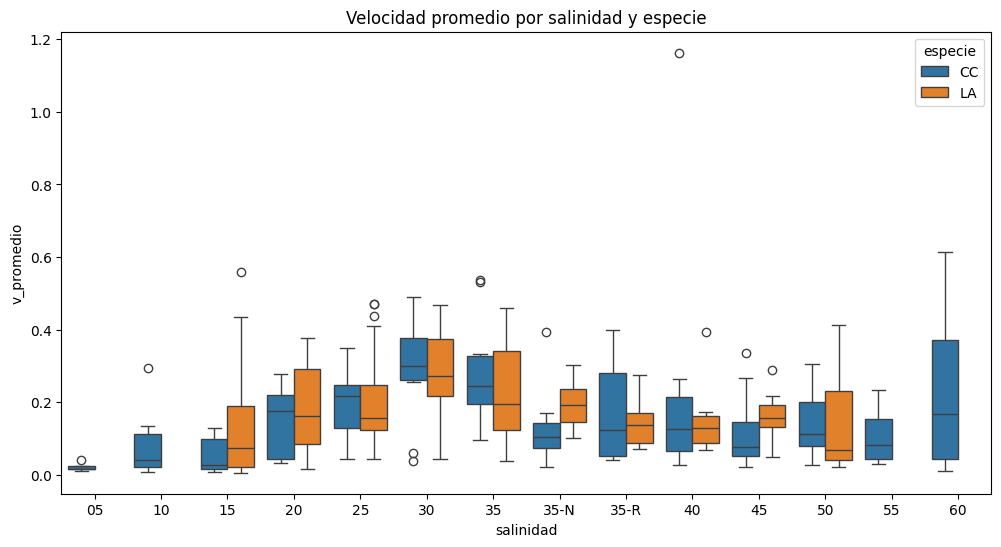 Velocidad promedio por salinidad y especie
especie
CC
LA
v_promedio
1.2
1.0
0.8
0.6
0.4
0.2
0.0
05 10 15 20 25 30 35 35-N 35-R 40 45 50 55 60
salinidad